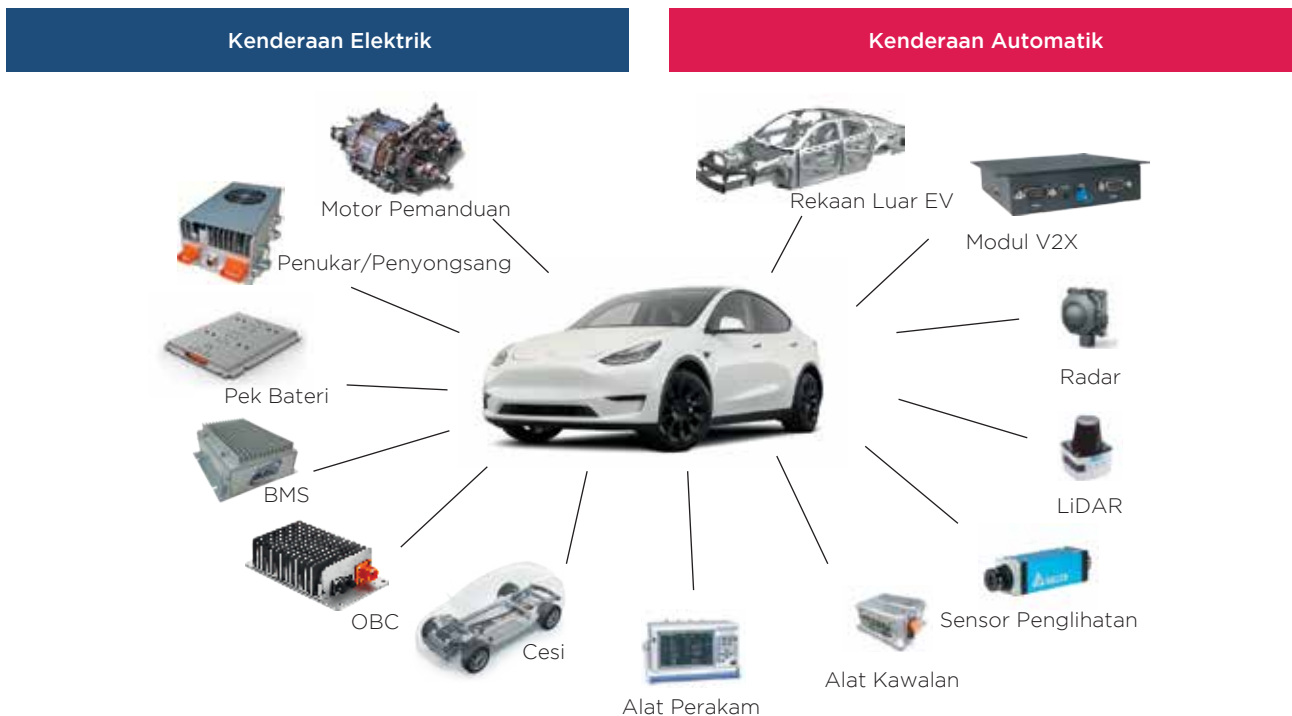 Kenderaan Elektrik
Kenderaan Automatik
Motor Pemanduan
Rekaan Luar EV
Modul V2X
Penukar/Penyongsang
Radar
Pek Bateri
LiDAR
BMS
OBC
Cesi
Sensor Penglihatan
Alat Kawalan
Alat Perakam